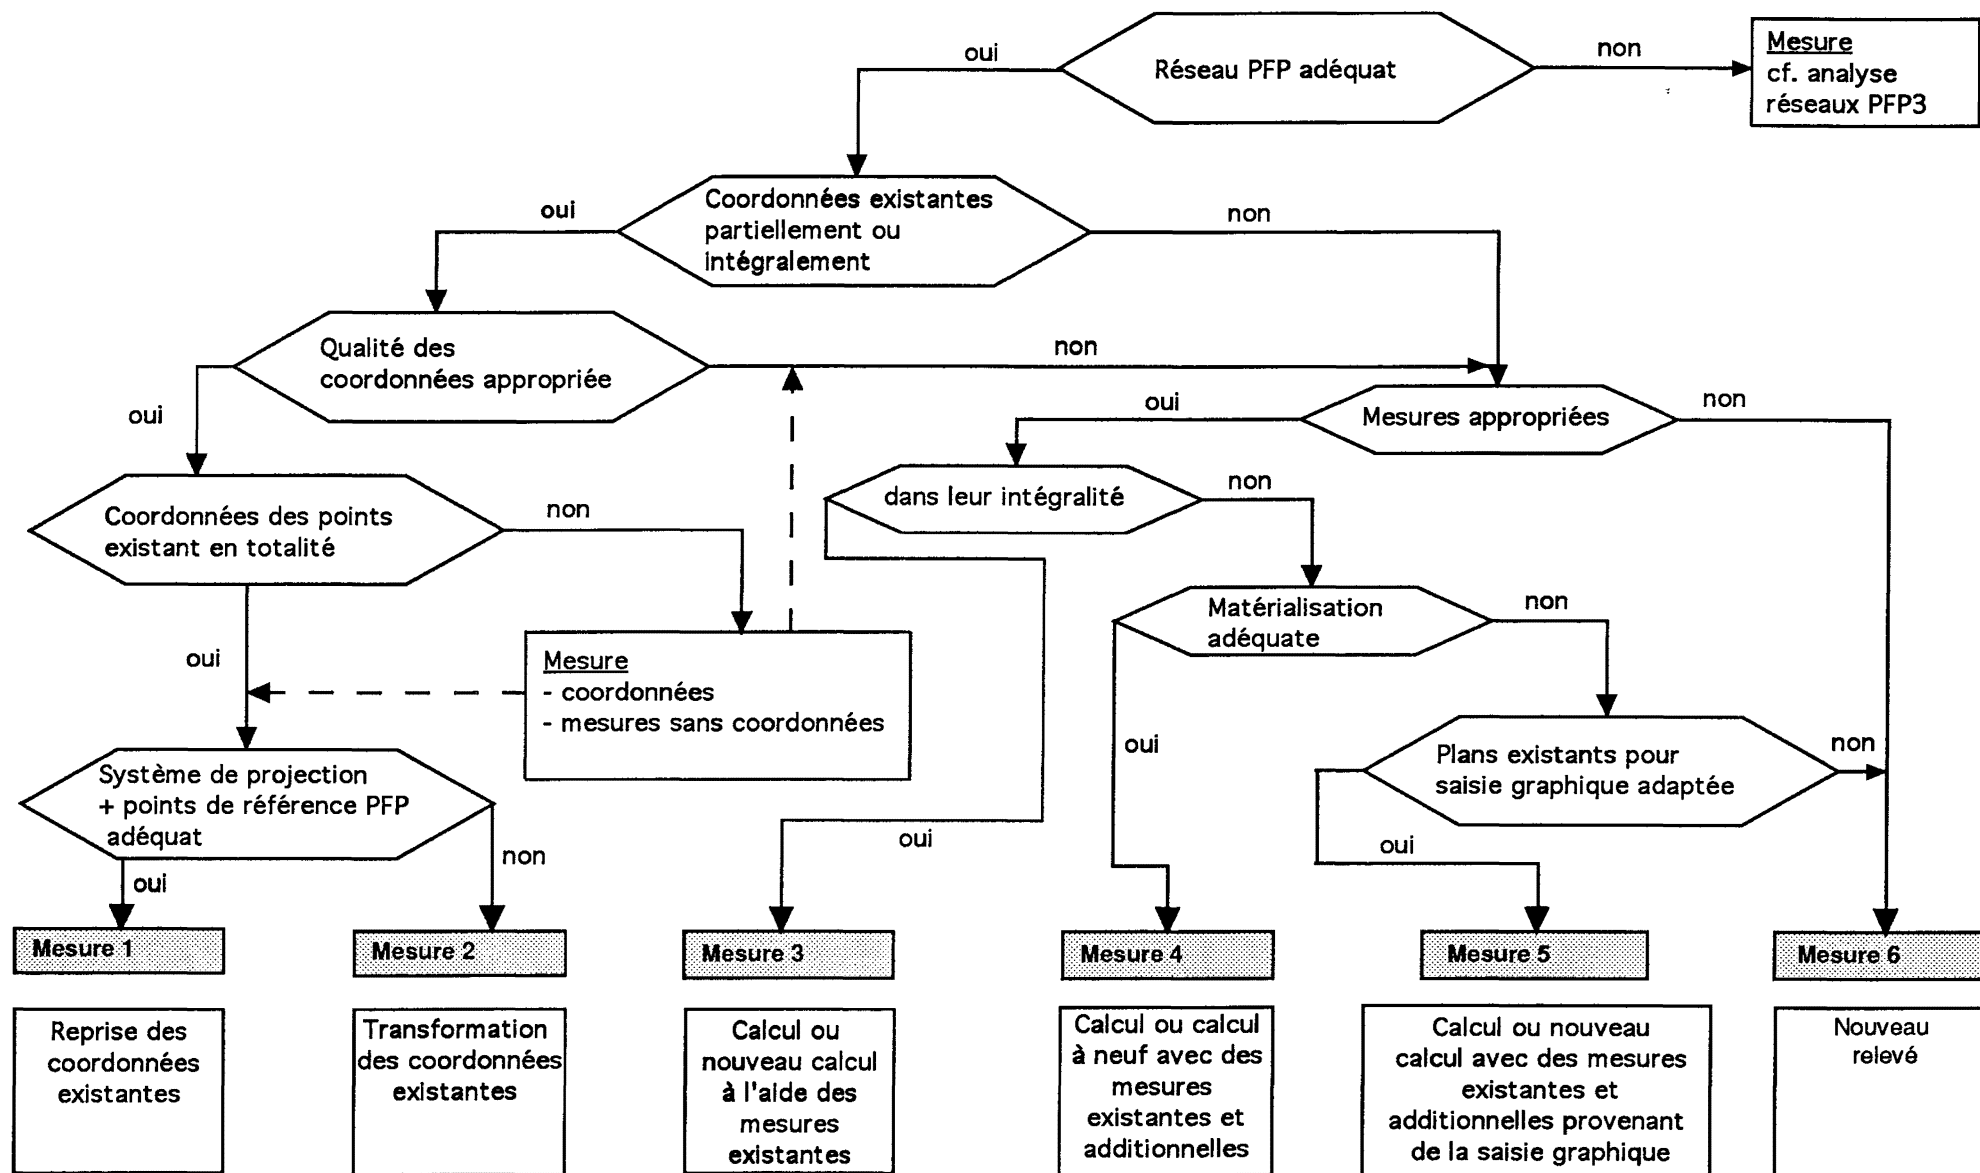 oui
Réseau PFP adéquat
non
Mesure
cf. analyse
réseaux PFP3
oui
Coordonnées existantes
partiellement ou
intégralement
non
Qualité des
coordonnées appropriée
non
oui
oui
Mesures appropriées
non
Coordonnées des points
existant en totalité
non
dans leur intégralité
non
Matérialisation
adéquate
non
oui
Mesure
- coordonnées
- mesures sans coordonnées
oui
Plans existants pour
saisie graphique adaptée
non
Système de projection
+ points de référence PFP
adéquat
oui
non
oui
oui
Mesure 1
Mesure 2
Mesure 3
Mesure 4
Mesure 5
Mesure 6
Reprise des
coordonnées
existantes
Transformation
des coordonnées
existantes
Calcul ou
nouveau calcul
à l'aide des
mesures
existantes
Calcul ou calcul
à neuf avec des
mesures
existantes et
additionnelles
Calcul ou nouveau
calcul avec des mesures
existantes et
additionnelles provenant
de la saisie graphique
Nouveau
relevé